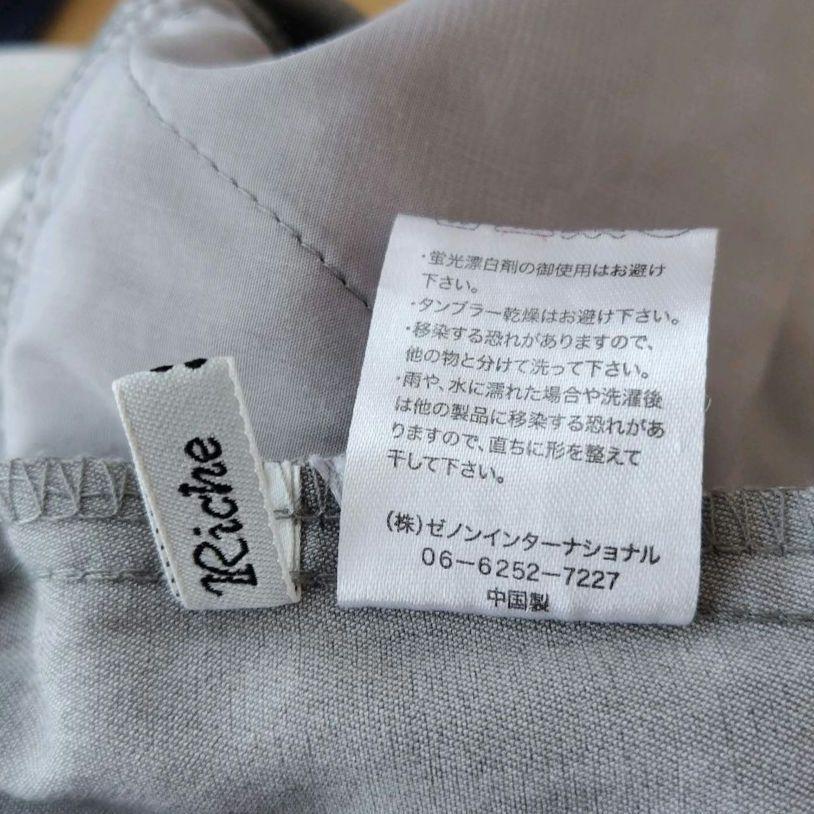 ・蛍光漂白剤の御使用はお避け
下さい。
・タンブラー乾燥はお避け下さい。
・移染する恐れがありますので、
他の物と分けて洗って下さい。
・雨や、水に濡れた場合や洗濯後
は他の製品に移染する恐れがあ
りますので、直ちに形を整えて
干して下さい。
(株)ゼノンインターナショナル
06-6252-7227
中国製
Riche